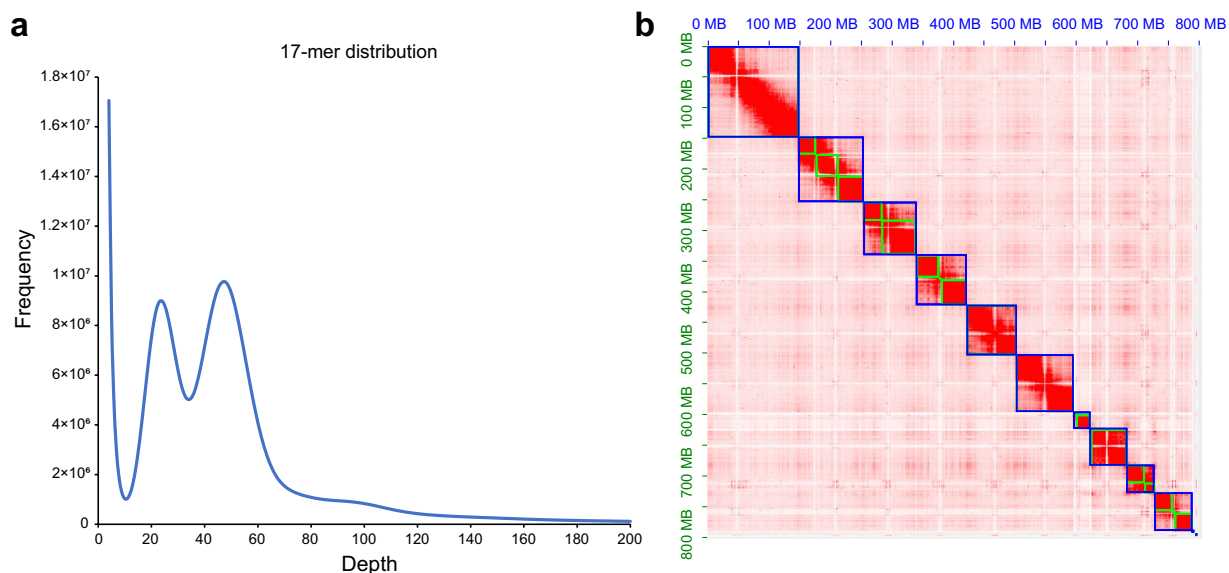 a
17-mer distribution
Frequency
1.8×10⁷
1.6×10⁷
1.4×10⁷
1.2×10⁷
1×10⁷
8×10⁶
6×10⁶
4×10⁶
2×10⁶
0
0 20 40 60 80 100 120 140 160 180 200
Depth
b
0 MB 100 MB 200 MB 300 MB 400 MB 500 MB 600 MB 700 MB 800 MB
0 MB
100 MB
200 MB
300 MB
400 MB
500 MB
600 MB
700 MB
800 MB